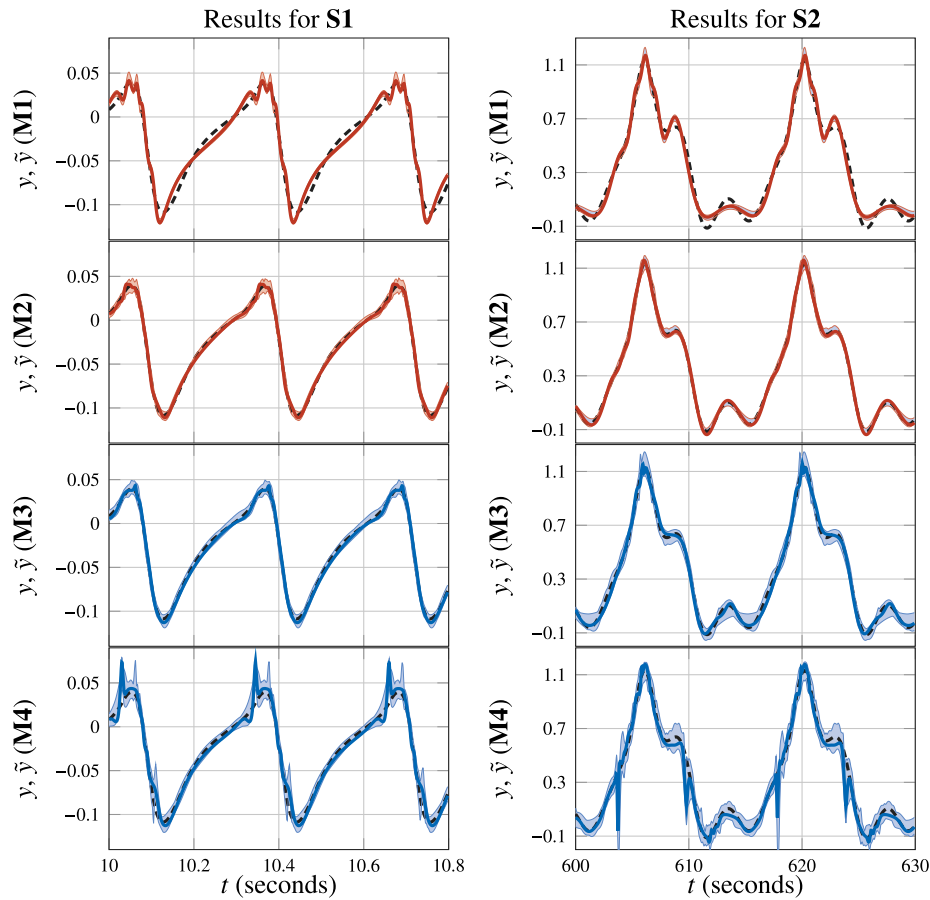 Results for S1
0.05
0
−0.05
−0.1
y, ỹ (M1)
0.05
0
−0.05
−0.1
y, ỹ (M2)
0.05
0
−0.05
−0.1
y, ỹ (M3)
0.05
0
−0.05
−0.1
y, ỹ (M4)
10 10.2 10.4 10.6 10.8
t (seconds)
Results for S2
1.1
0.7
0.3
−0.1
y, ỹ (M1)
1.1
0.7
0.3
−0.1
y, ỹ (M2)
1.1
0.7
0.3
−0.1
y, ỹ (M3)
1.1
0.7
0.3
−0.1
y, ỹ (M4)
600 610 620 630
t (seconds)